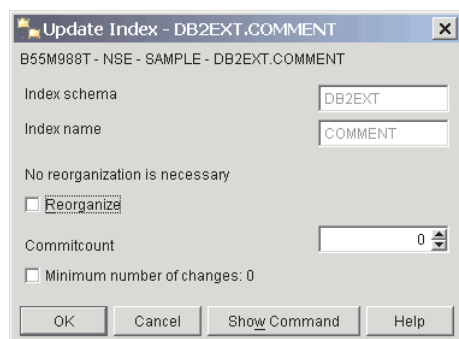 Update Index - DB2EXT.COMMENT
B55M988T - NSE - SAMPLE - DB2EXT.COMMENT
Index schema DB2EXT
Index name COMMENT
No reorganization is necessary
Reorganize
Commitcount 0
Minimum number of changes: 0
OK Cancel Show Command Help